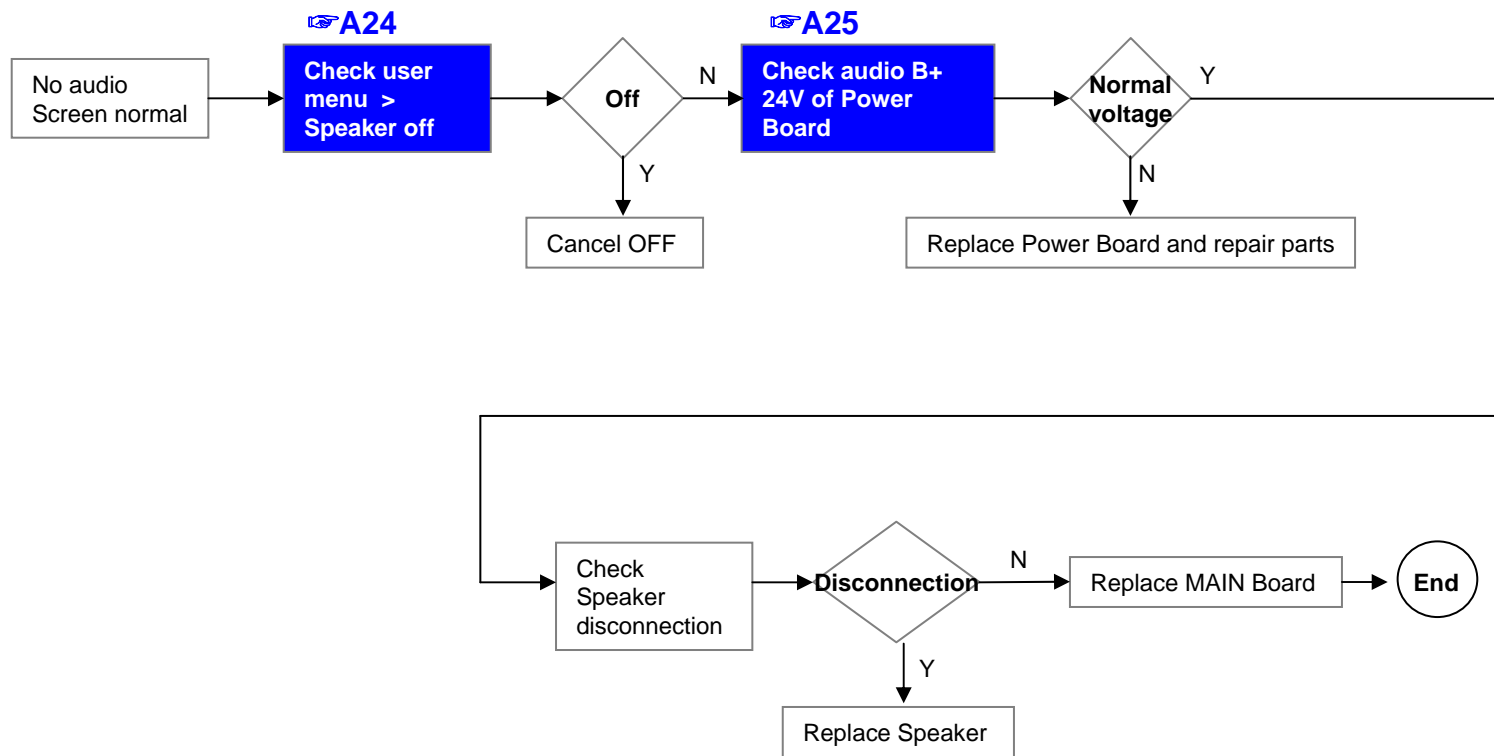 ☞A24
☞A25
No audio
Screen normal
Check user
menu >
Speaker off
Off
N
Y
Cancel OFF
Check audio B+
24V of Power
Board
Normal
voltage
Y
N
Replace Power Board and repair parts
Check
Speaker
disconnection
Disconnection
N
Y
Replace Speaker
Replace MAIN Board
End